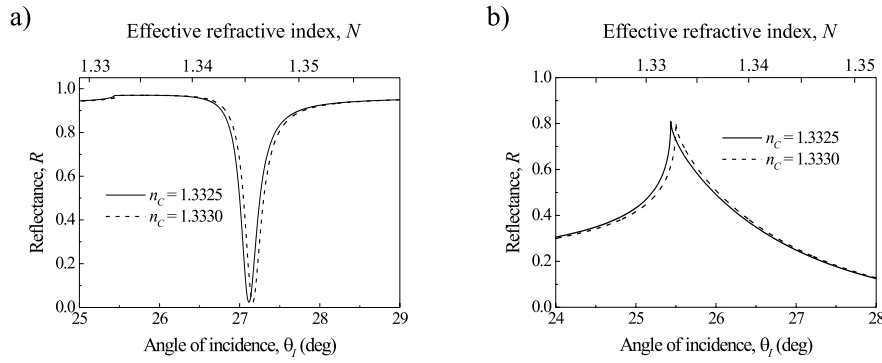 a)
Effective refractive index, N
1.33 1.34 1.35
1.0
0.8
0.6
0.4
0.2
0.0
Reflectance, R
n_C = 1.3325
n_C = 1.3330
25 26 27 28 29
Angle of incidence, θ_I (deg)
b)
Effective refractive index, N
1.33 1.34 1.35
1.0
0.8
0.6
0.4
0.2
0.0
Reflectance, R
n_C = 1.3325
n_C = 1.3330
24 25 26 27 28
Angle of incidence, θ_I (deg)